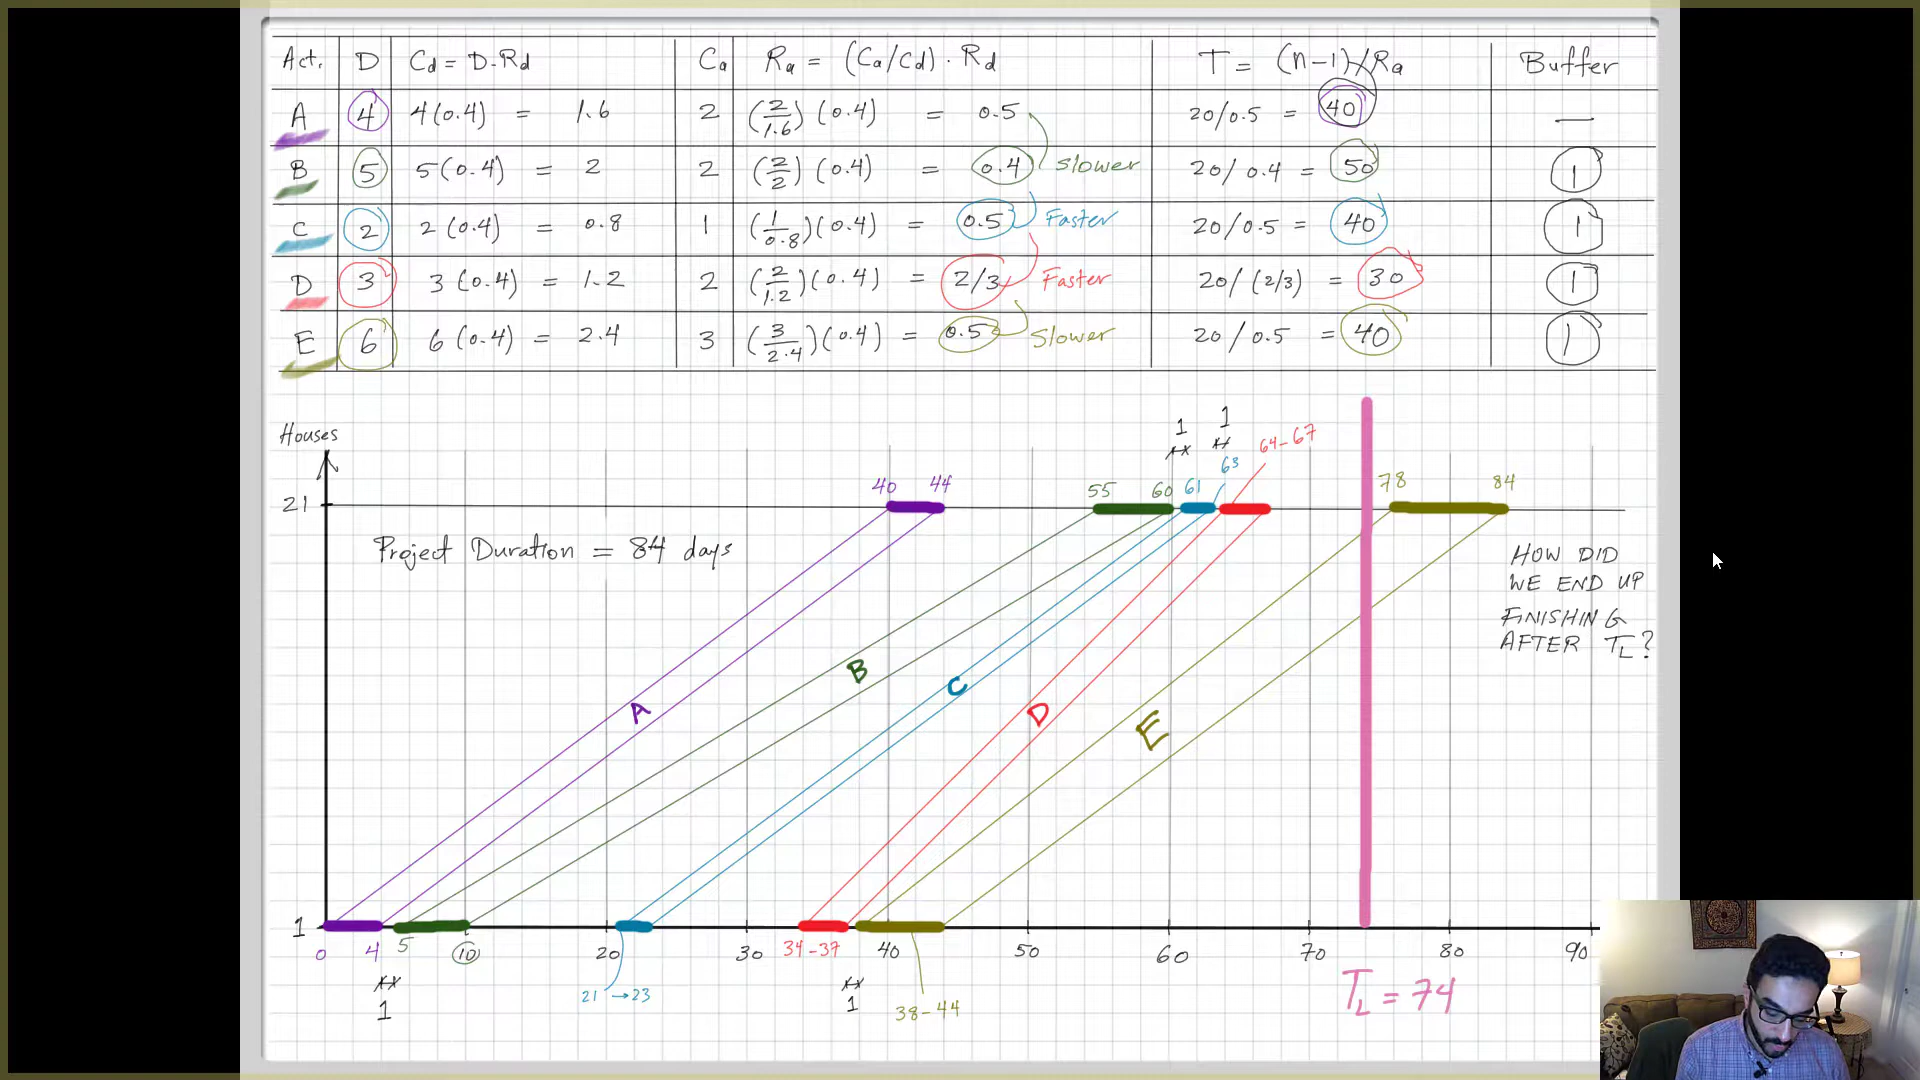 Act. D Cd = D·Rd Ca Ra = (Ca/Cd) · Rd T = (n-1)/Ra Buffer
A 4 4(0.4) = 1.6 2 (2/1.6) (0.4) = 0.5 20/0.5 = 40 —
B 5 5(0.4) = 2 2 (2/2) (0.4) = 0.4 Slower 20/0.4 = 50 1
C 2 2(0.4) = 0.8 1 (1/0.8)(0.4) = 0.5 Faster 20/0.5 = 40 1
D 3 3(0.4) = 1.2 2 (2/1.2)(0.4) = 2/3 Faster 20/(2/3) = 30 1
E 6 6(0.4) = 2.4 3 (3/2.4)(0.4) = 0.5 Slower 20/0.5 = 40 1
Houses
1 1
64-67
63
21 40 44 55 60 61 78 84
Project Duration = 84 days
HOW DID
WE END UP
FINISHING
AFTER TL?
A B C D E
1
0 4 5 10 20 30 34-37 40 50 60 70 80 90
1 21 → 23 1 38-44
TL = 74